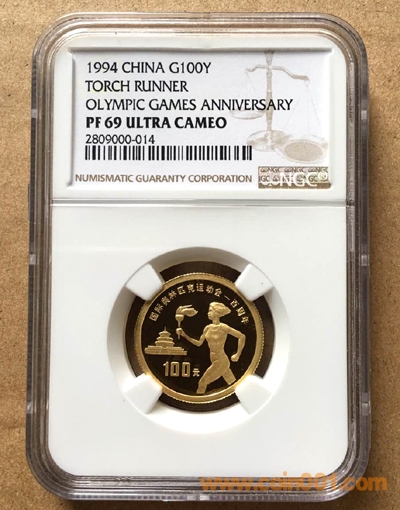 1994 CHINA G100Y
TORCH RUNNER
OLYMPIC GAMES ANNIVERSARY
PF 69 ULTRA CAMEO
2809000-014
NUMISMATIC GUARANTY CORPORATION
NGC
国际奥林匹克运动会一百周年
100元
www.coin001.com